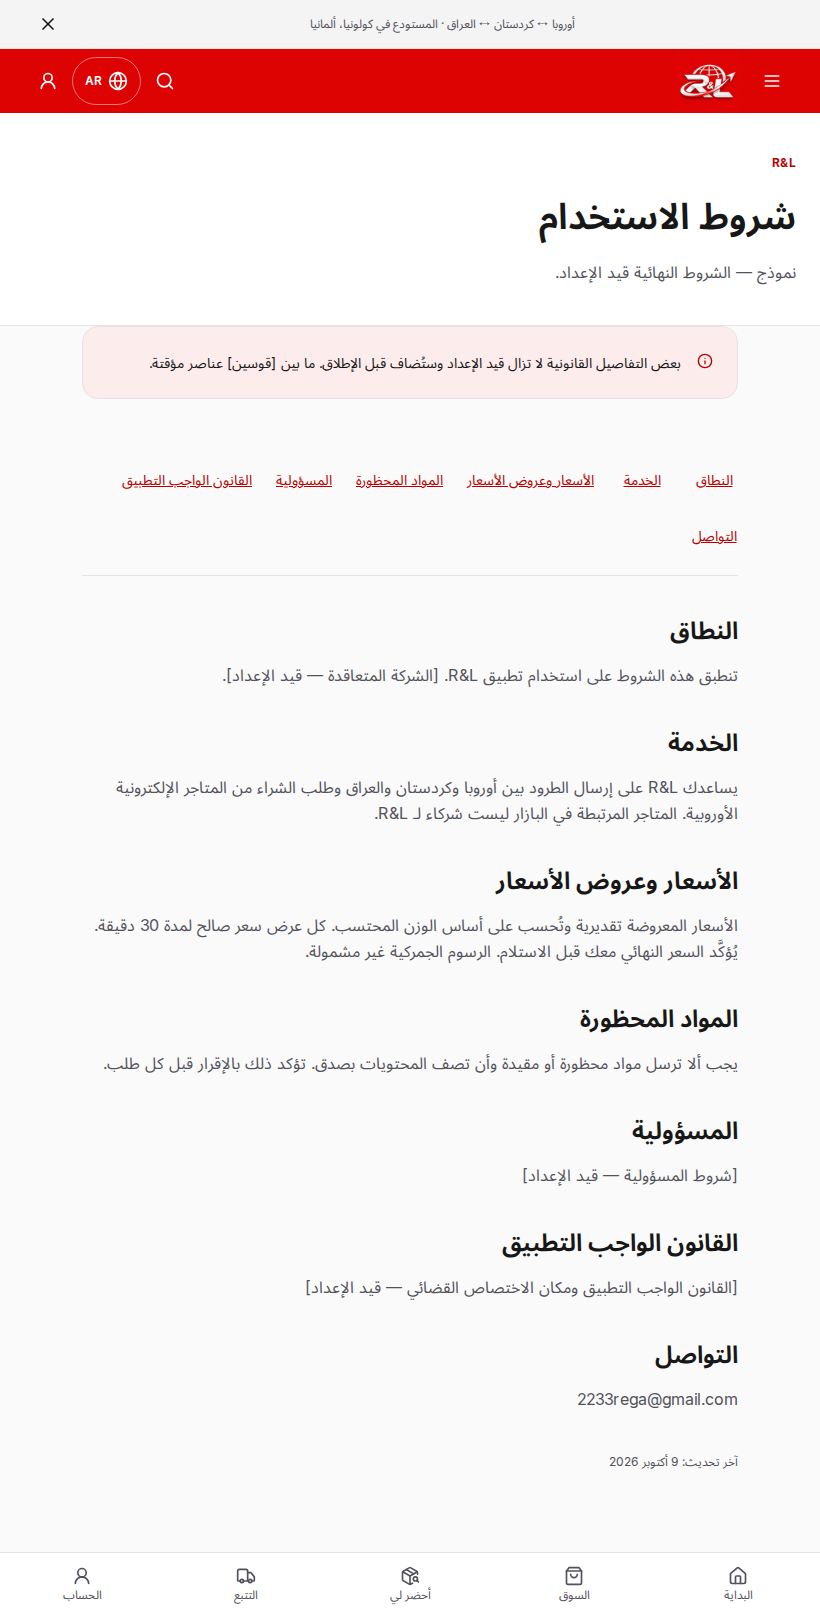 أوروبا ↔ كردستان ↔ العراق · المستودع في كولونيا، ألمانيا
R&L
AR
R&L
شروط الاستخدام
نموذج — الشروط النهائية قيد الإعداد.
بعض التفاصيل القانونية لا تزال قيد الإعداد وستُضاف قبل الإطلاق. ما بين [قوسين] عناصر مؤقتة.
النطاق الخدمة الأسعار وعروض الأسعار المواد المحظورة المسؤولية القانون الواجب التطبيق
التواصل
النطاق
تنطبق هذه الشروط على استخدام تطبيق R&L. [الشركة المتعاقدة — قيد الإعداد].
الخدمة
يساعدك R&L على إرسال الطرود بين أوروبا وكردستان والعراق وطلب الشراء من المتاجر الإلكترونية
الأوروبية. المتاجر المرتبطة في البازار ليست شركاء لـ R&L.
الأسعار وعروض الأسعار
الأسعار المعروضة تقديرية وتُحسب على أساس الوزن المحتسب. كل عرض سعر صالح لمدة 30 دقيقة.
يُؤكَّد السعر النهائي معك قبل الاستلام. الرسوم الجمركية غير مشمولة.
المواد المحظورة
يجب ألا ترسل مواد محظورة أو مقيدة وأن تصف المحتويات بصدق. تؤكد ذلك بالإقرار قبل كل طلب.
المسؤولية
[شروط المسؤولية — قيد الإعداد]
القانون الواجب التطبيق
[القانون الواجب التطبيق ومكان الاختصاص القضائي — قيد الإعداد]
التواصل
2233rega@gmail.com
آخر تحديث: 9 أكتوبر 2026
البداية السوق أحضر لي التتبع الحساب